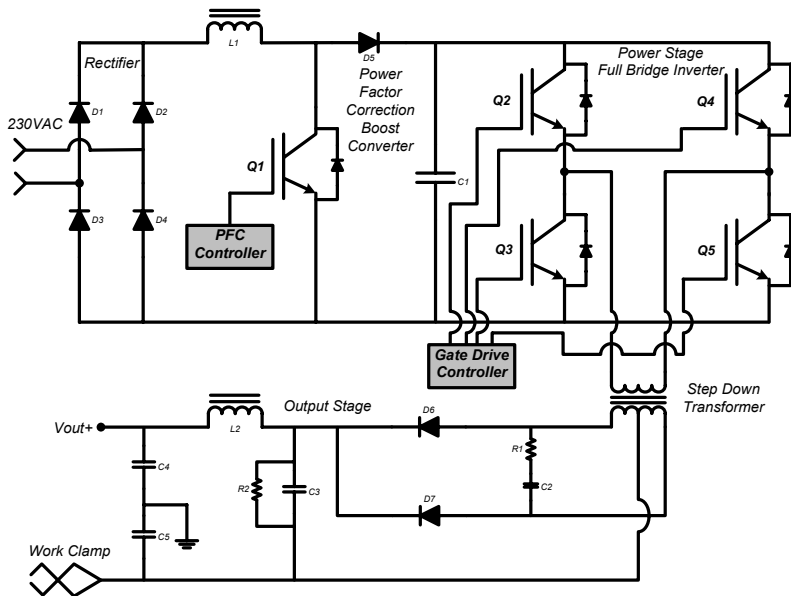 L1
Rectifier
D5
Power Stage
Full Bridge Inverter
Power
Factor
Correction
Boost
Converter
D1
D2
230VAC
Q1
Q2
Q4
C1
D3
D4
PFC
Controller
Q3
Q5
Gate Drive
Controller
Step Down
Transformer
Output Stage
D6
Vout+
L2
R1
C4
R2
C3
C2
D7
C5
Work Clamp